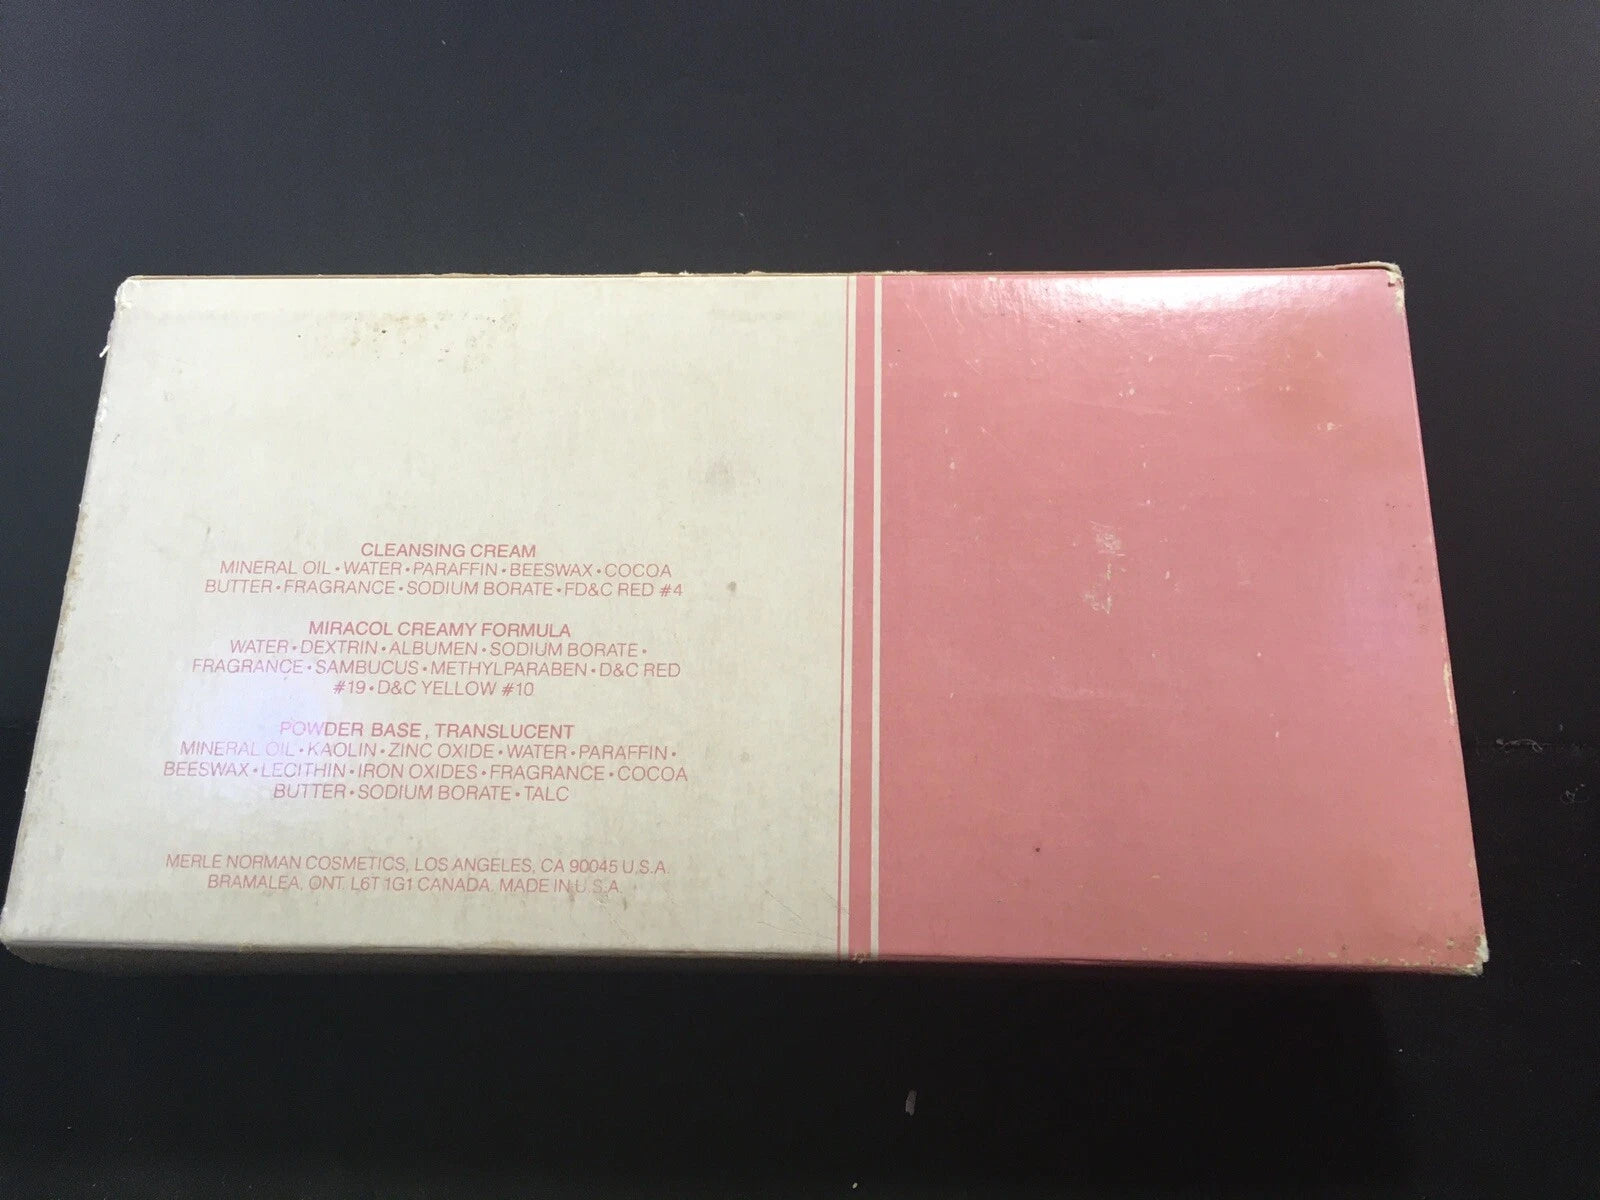 CLEANSING CREAM
MINERAL OIL • WATER • PARAFFIN • BEESWAX • COCOA
BUTTER • FRAGRANCE • SODIUM BORATE • FD&C RED #4
MIRACOL CREAMY FORMULA
WATER • DEXTRIN • ALBUMEN • SODIUM BORATE •
FRAGRANCE • SAMBUCUS • METHYLPARABEN • D&C RED
#19 • D&C YELLOW #10
POWDER BASE, TRANSLUCENT
MINERAL OIL • KAOLIN • ZINC OXIDE • WATER • PARAFFIN •
BEESWAX • LECITHIN • IRON OXIDES • FRAGRANCE • COCOA
BUTTER • SODIUM BORATE • TALC
MERLE NORMAN COSMETICS, LOS ANGELES, CA 90045 U.S.A.
BRAMALEA, ONT. L6T 1G1 CANADA. MADE IN U.S.A.